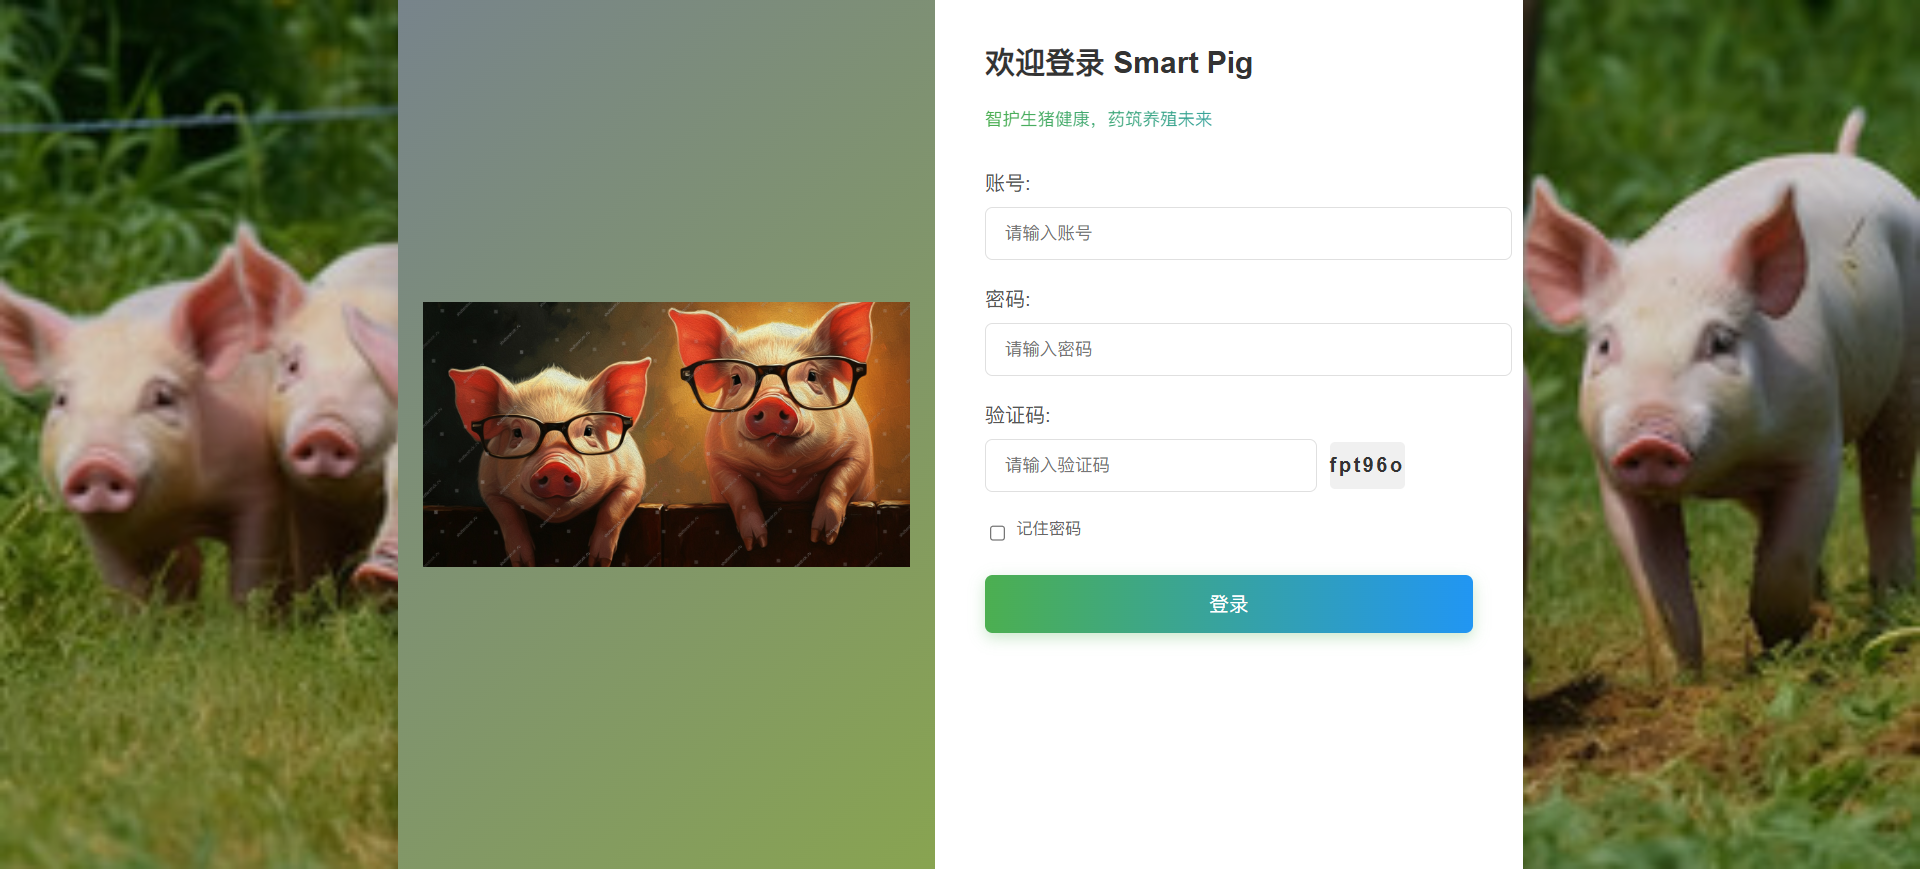 欢迎登录 Smart Pig
智护生猪健康，药筑养殖未来
账号:
请输入账号
密码:
请输入密码
验证码:
请输入验证码
fpt96o
记住密码
登录